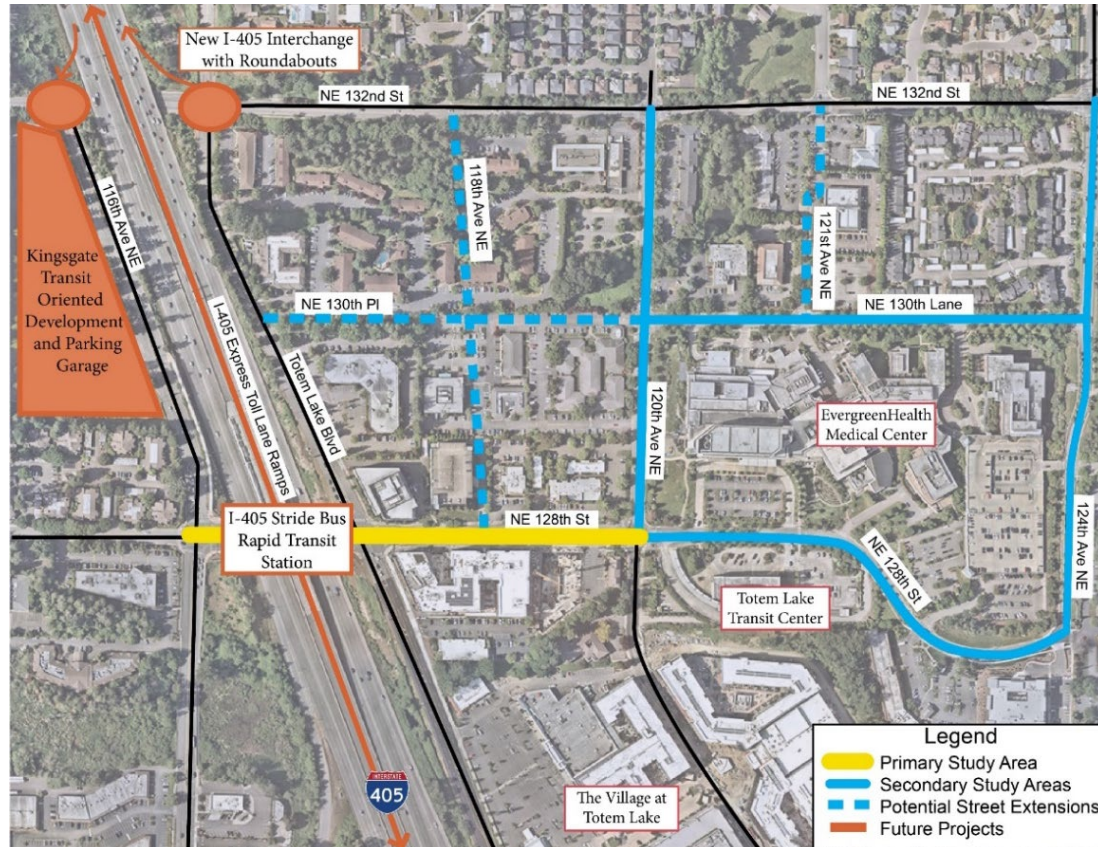 New I-405 Interchange
with Roundabouts
NE 132nd St
NE 132nd St
116th Ave NE
118th Ave NE
121st Ave NE
Kingsgate
Transit
Oriented
Development
and Parking
Garage
I-405 Express Toll Lane Ramps
Totem Lake Blvd
NE 130th Pl
NE 130th Lane
120th Ave NE
EvergreenHealth
Medical Center
124th Ave NE
I-405 Stride Bus
Rapid Transit
Station
NE 128th St
NE 128th St
Totem Lake
Transit Center
INTERSTATE
405
The Village at
Totem Lake
Legend
Primary Study Area
Secondary Study Areas
Potential Street Extensions
Future Projects